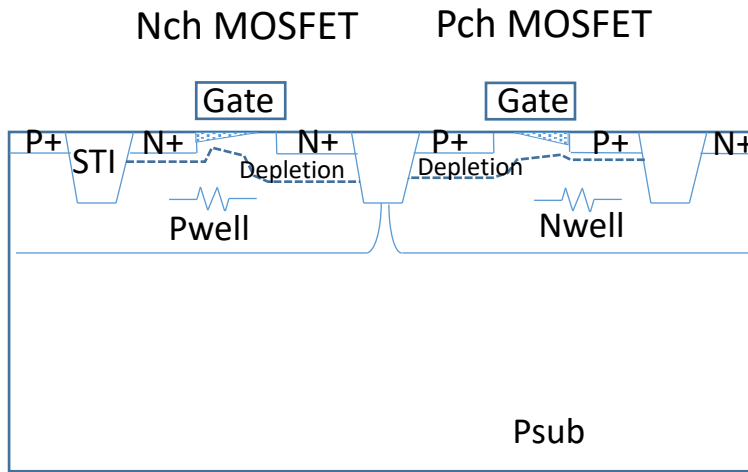 Nch MOSFET Pch MOSFET
Gate Gate
P+ N+ N+ P+ P+ N+
STI
Depletion Depletion
Pwell Nwell
Psub